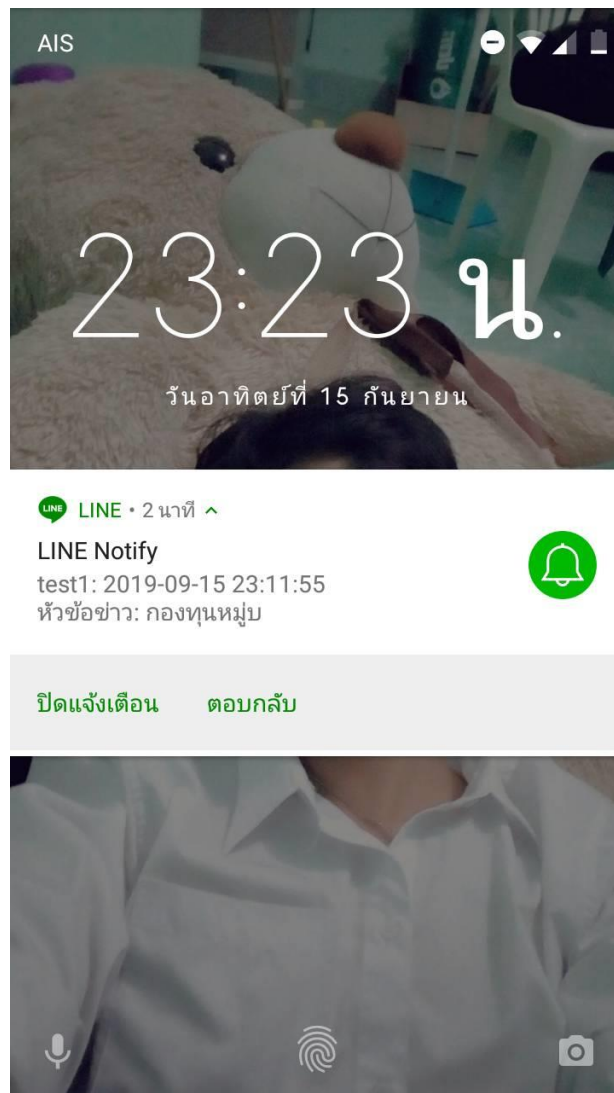 AIS
23:23 น.
วันอาทิตย์ที่ 15 กันยายน
LINE LINE • 2 นาที
LINE Notify
test1: 2019-09-15 23:11:55
หัวข้อข่าว: กองทุนหมู่บ
ปิดแจ้งเตือน ตอบกลับ